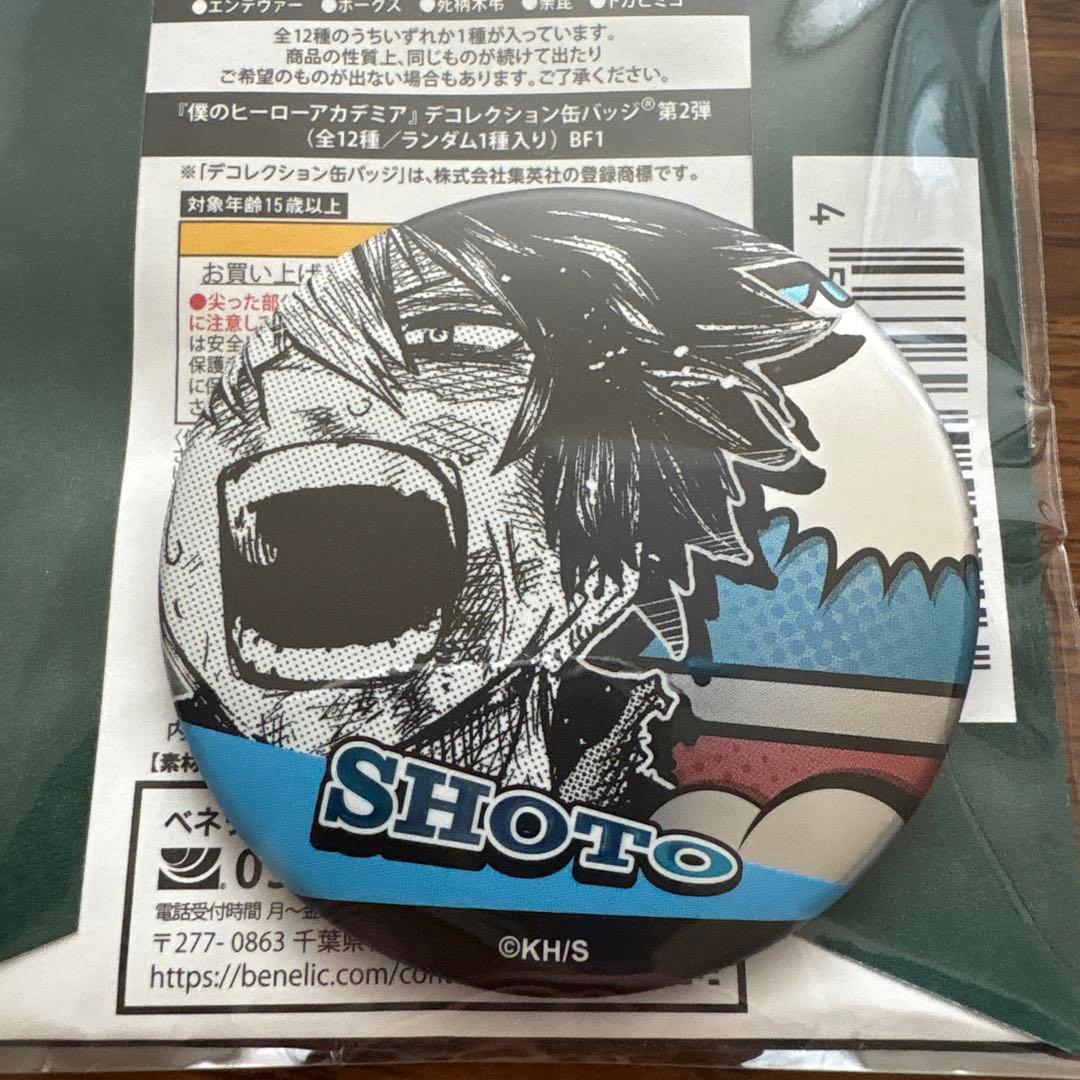 ●エンデヴァー ●ホークス ●死柄木弔 ●荼毘 ●トガヒミコ
全12種のうちいずれか1種が入っています。
商品の性質上、同じものが続けて出たり
ご希望のものが出ない場合もあります。ご了承ください。
『僕のヒーローアカデミア』デコレクション缶バッジ®第2弾
（全12種／ランダム1種入り）BF1
※「デコレクション缶バッジ」は、株式会社集英社の登録商標です。
対象年齢15歳以上
お買い上げ
●尖った部
に注意し
は安全
保護
に保
さ
4
【素材
ベネ
05
電話受付時間 月～金
〒277-0863 千葉県
https://benelic.com/cont
SHOTO
©KH/S